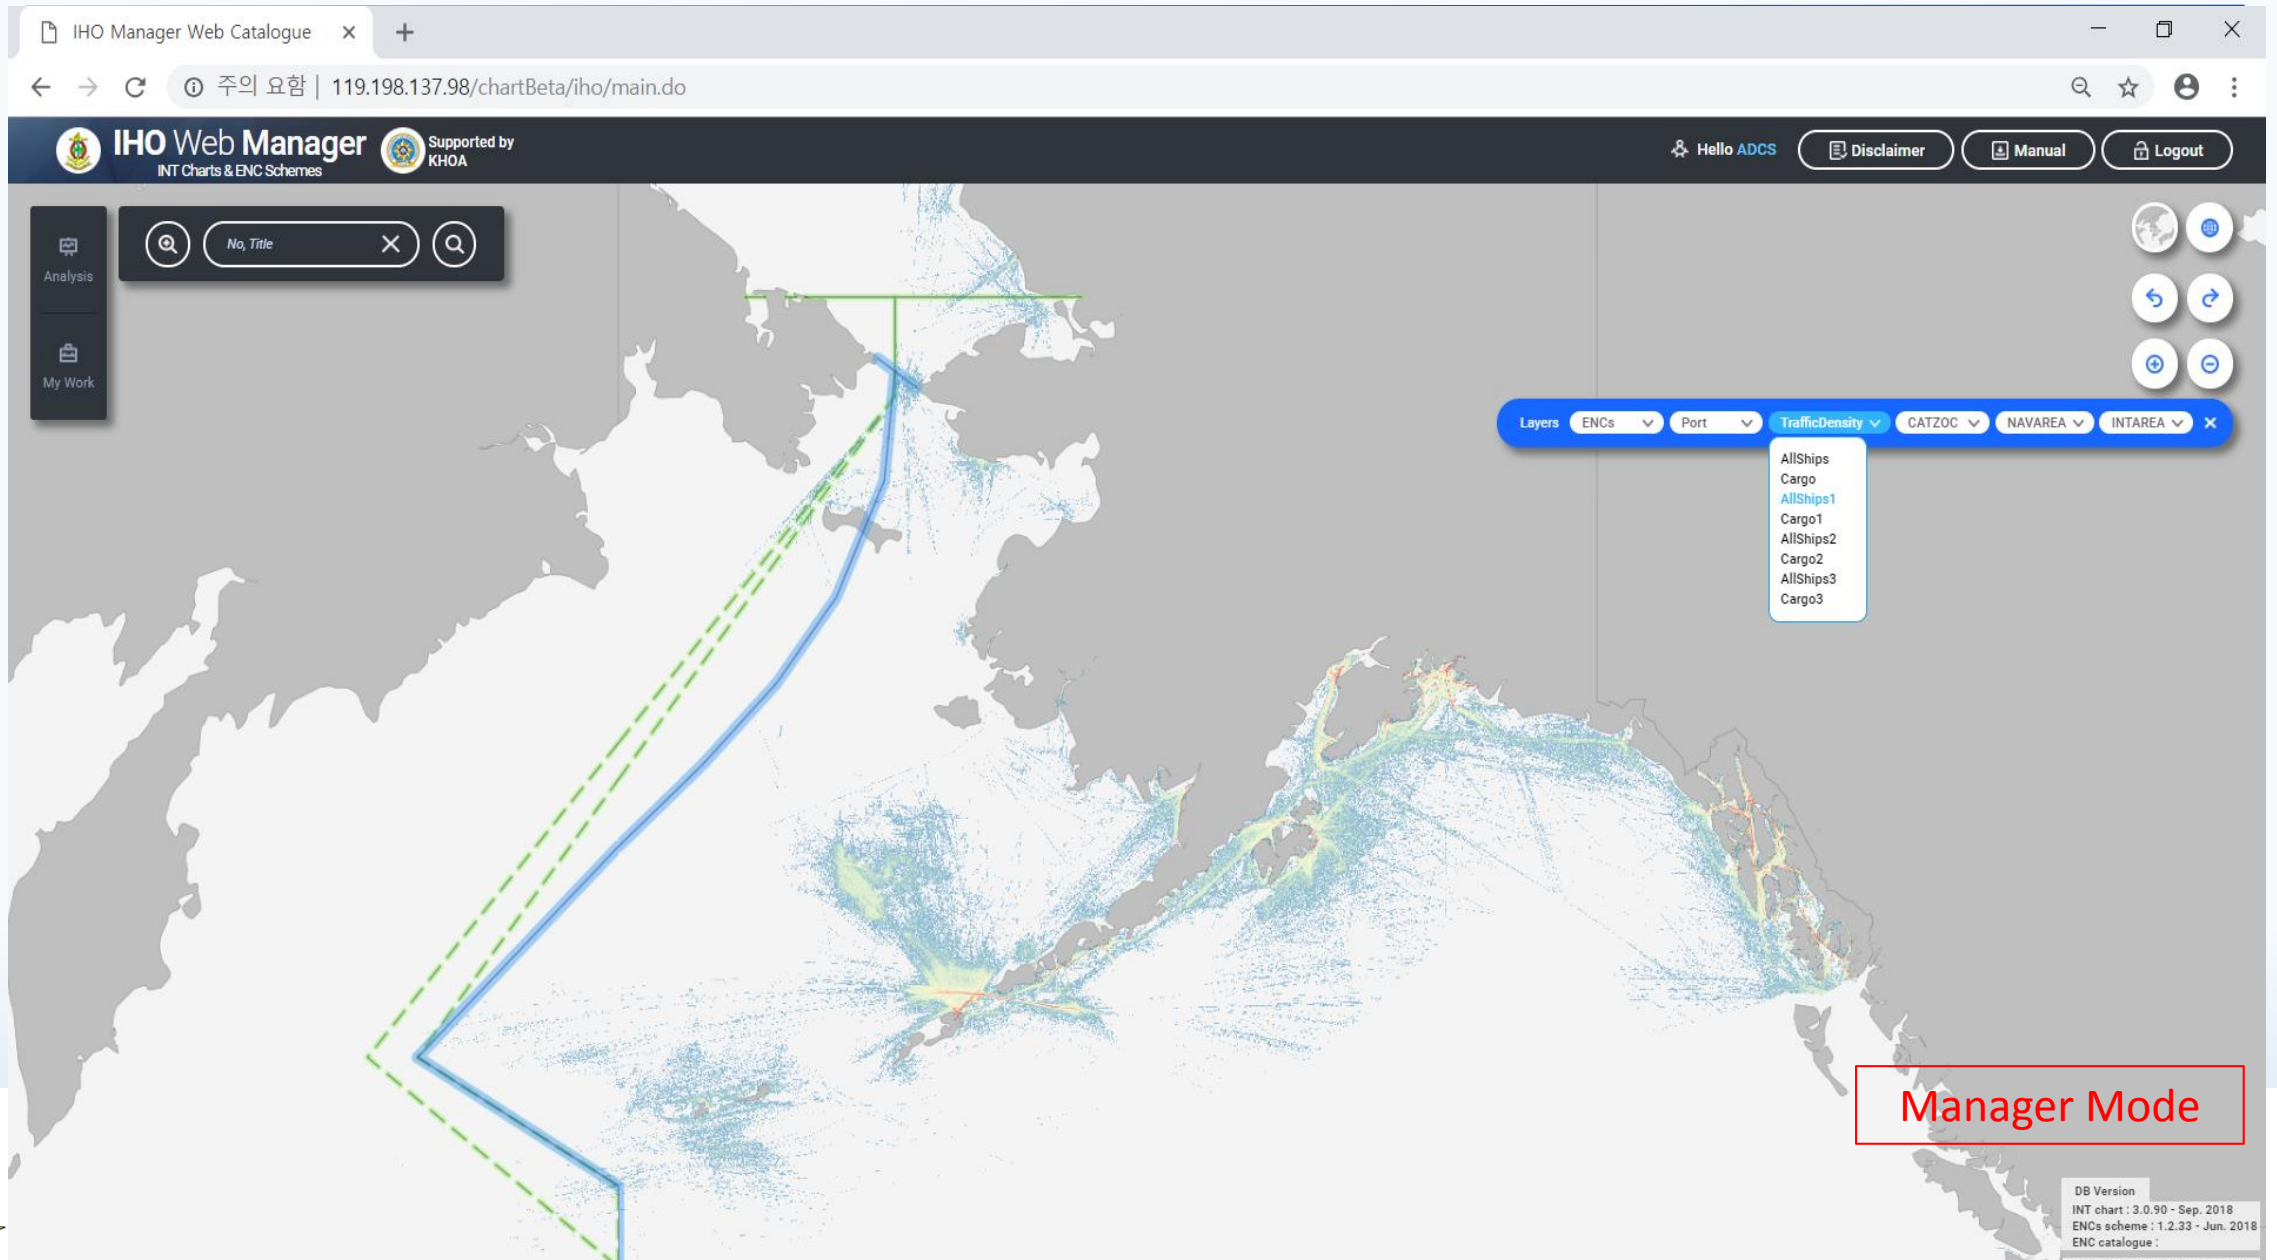 IHO Manager Web Catalogue
주의 요함 | 119.198.137.98/chartBeta/iho/main.do
IHO Web Manager
INT Charts & ENC Schemes
Supported by
KHOA
Hello ADCS
Disclaimer
Manual
Logout
Analysis
My Work
No, Title
Layers ENCs Port TrafficDensity CATZOC NAVAREA INTAREA
AllShips
Cargo
AllShips1
Cargo1
AllShips2
Cargo2
AllShips3
Cargo3
Manager Mode
DB Version
INT chart : 3.0.90 - Sep. 2018
ENCs scheme : 1.2.33 - Jun. 2018
ENC catalogue :